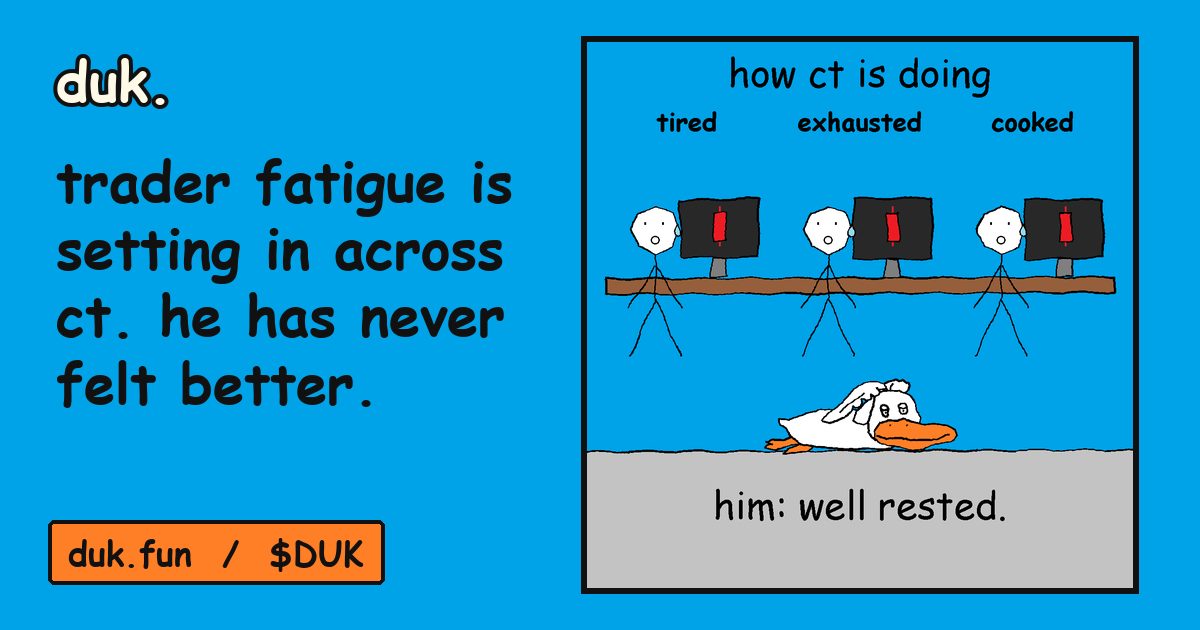 duk.
trader fatigue is
setting in across
ct. he has never
felt better.
duk.fun / $DUK
how ct is doing
tired exhausted cooked
him: well rested.